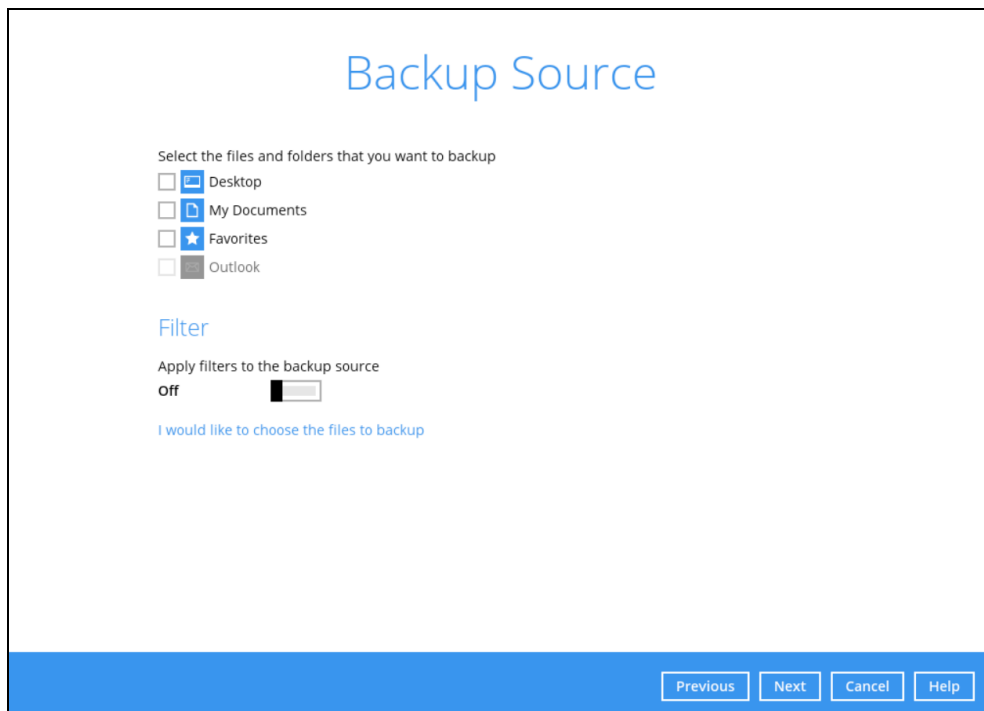 Backup Source
Select the files and folders that you want to backup
Desktop
My Documents
Favorites
Outlook
Filter
Apply filters to the backup source
Off
I would like to choose the files to backup
Previous Next Cancel Help